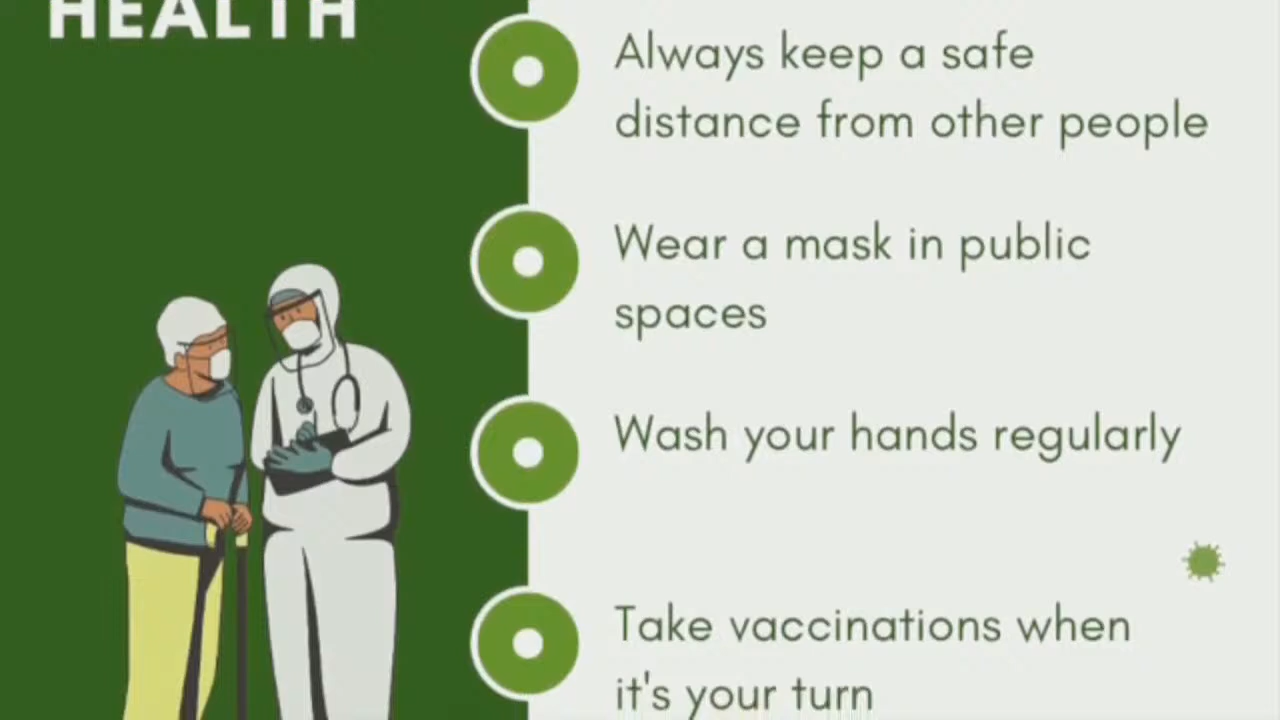 HEALTH
Always keep a safe
distance from other people
Wear a mask in public
spaces
Wash your hands regularly
Take vaccinations when
it's your turn